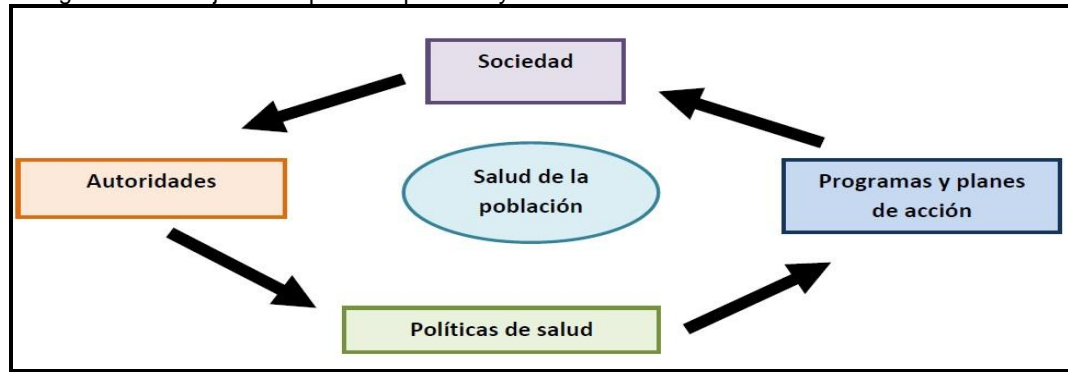 Sociedad
Autoridades
Salud de la
población
Programas y planes
de acción
Políticas de salud